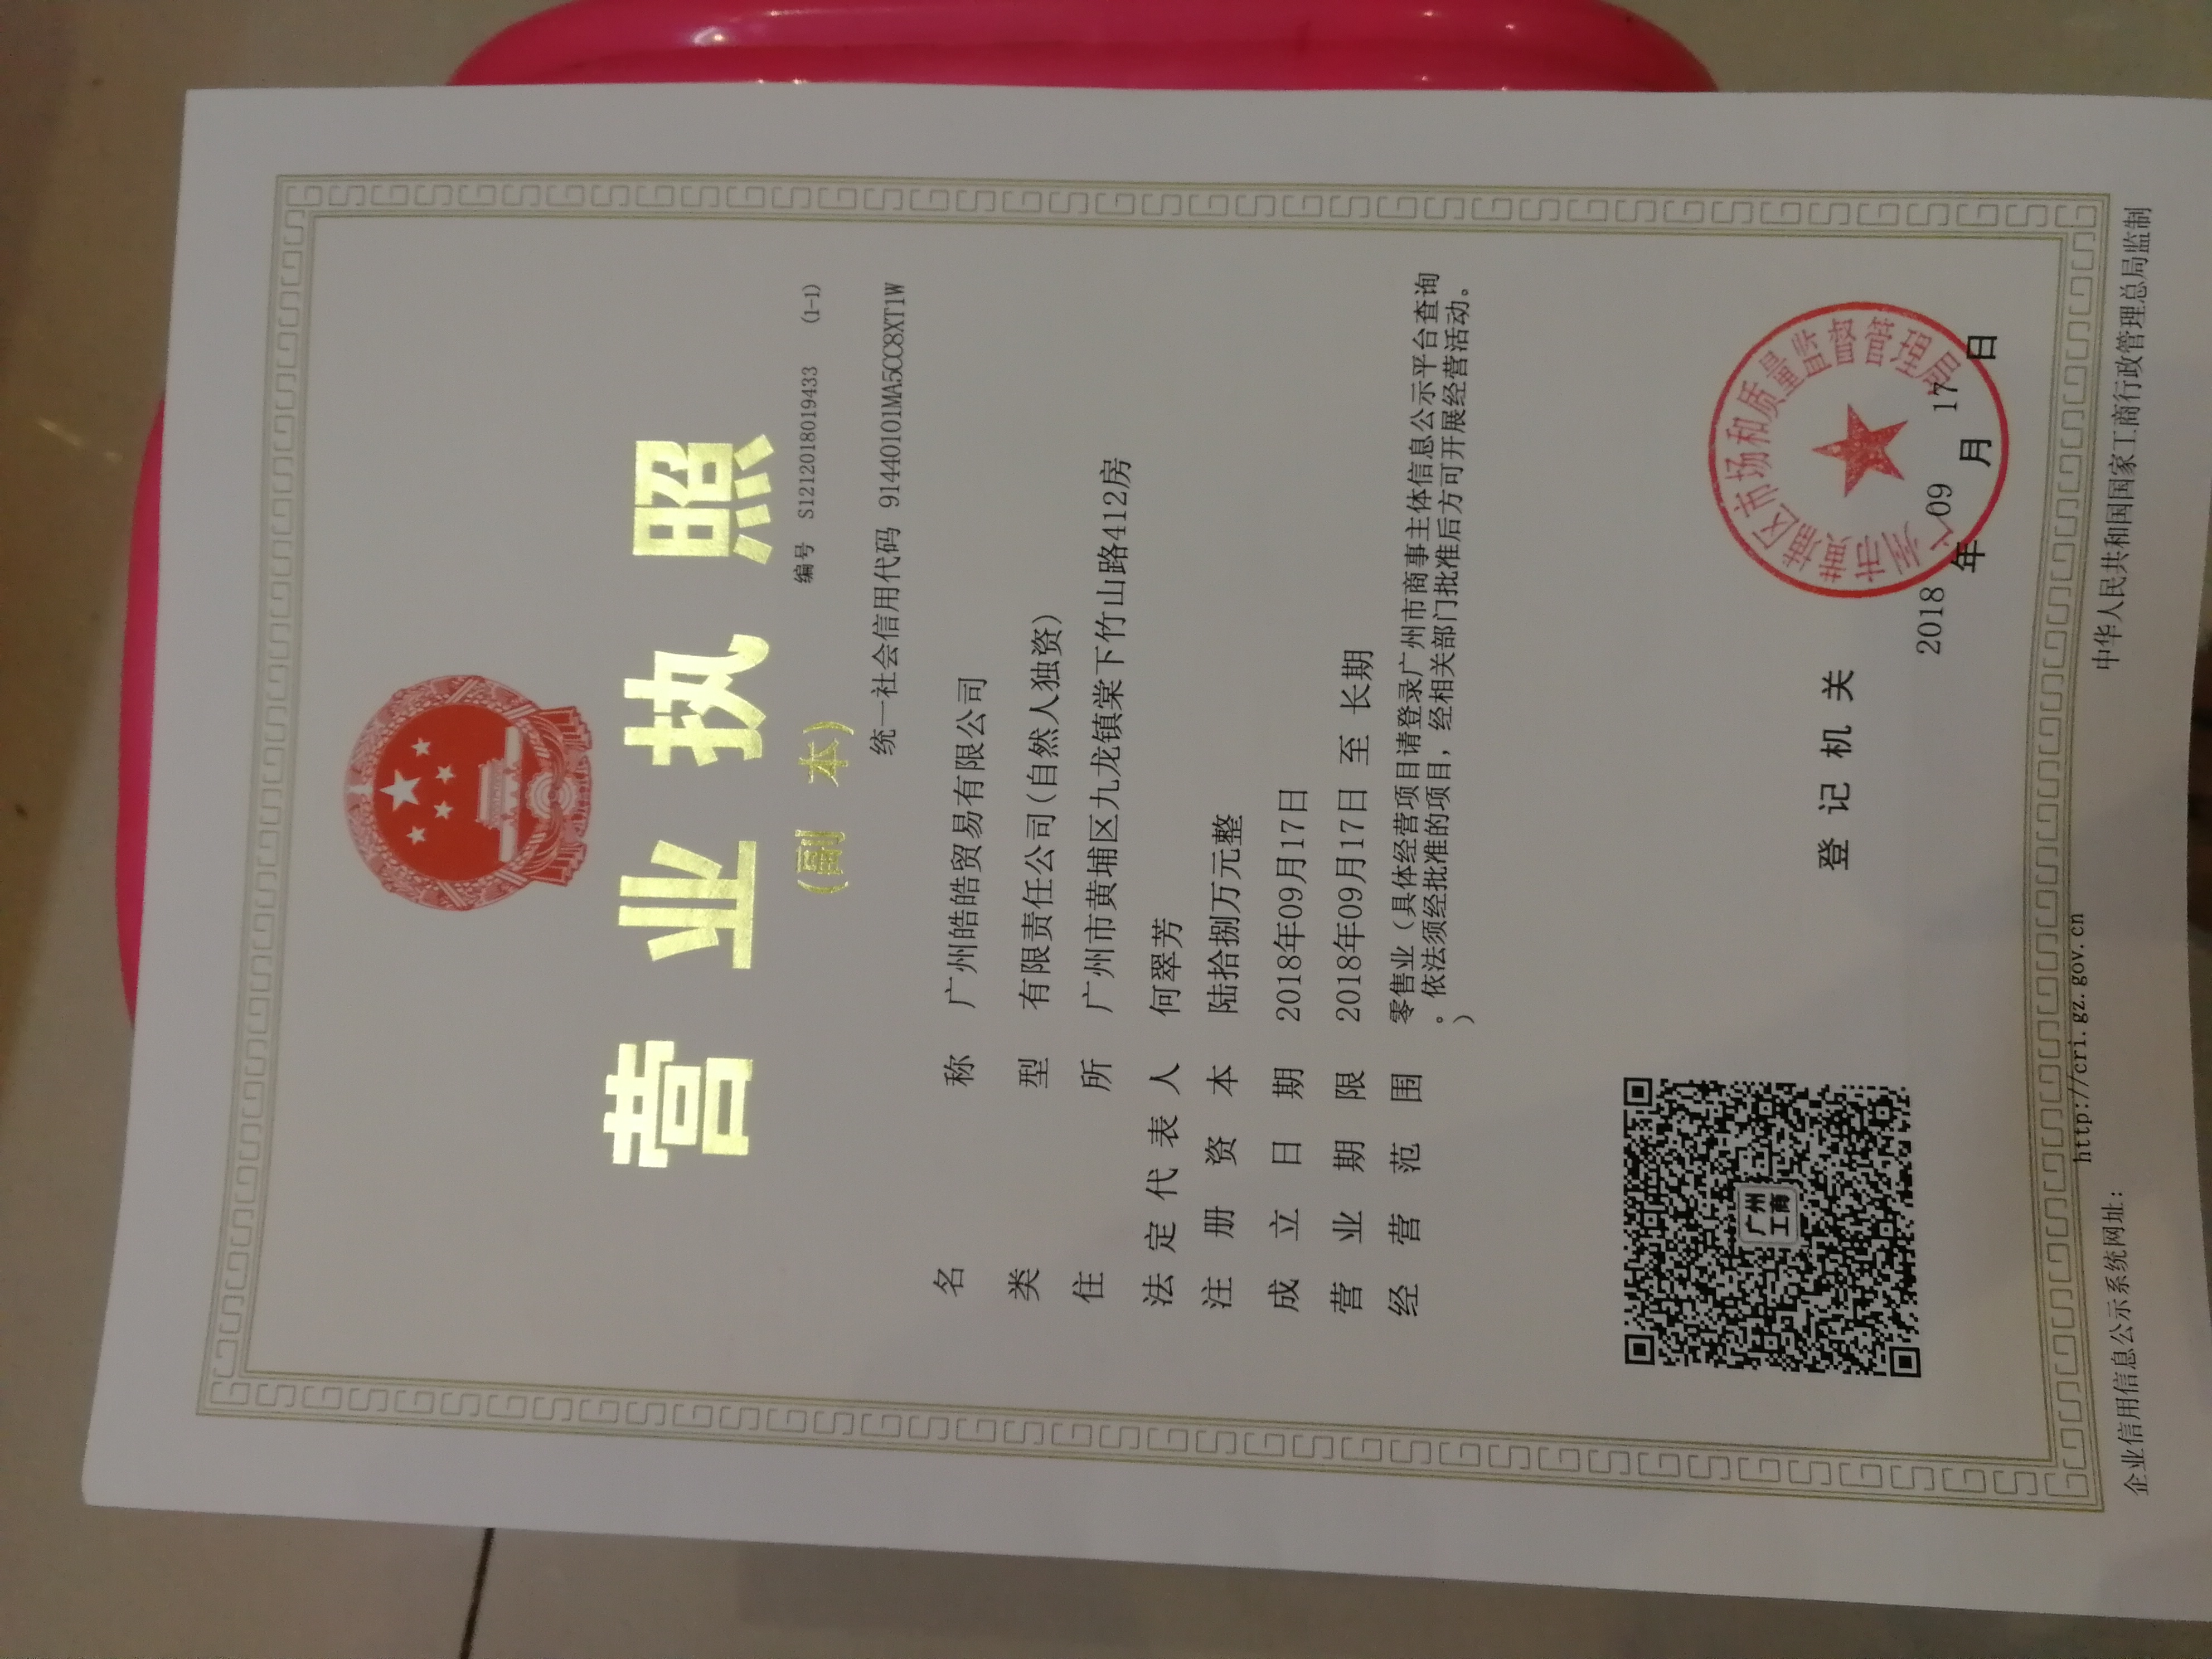 营业执照
(副 本)
编号 S1212018019433 (1-1)
统一社会信用代码 91440101MA5CC8XT1W
名称 广州皓皓贸易有限公司
类型 有限责任公司(自然人独资)
住所 广州市黄埔区九龙镇棠下竹山路412房
法定代表人 何翠芳
注册资本 陆拾捌万元整
成立日期 2018年09月17日
营业期限 2018年09月17日 至 长期
经营范围 零售业（具体经营项目请登录广州市商事主体信息公示平台查询
。依法须经批准的项目，经相关部门批准后方可开展经营活动。
）
广州
工商
登记机关
广州市黄埔区市场和质量监督管理局
2018 年 09 月 17 日
企业信用信息公示系统网址: http://cri.gz.gov.cn
中华人民共和国国家工商行政管理总局监制